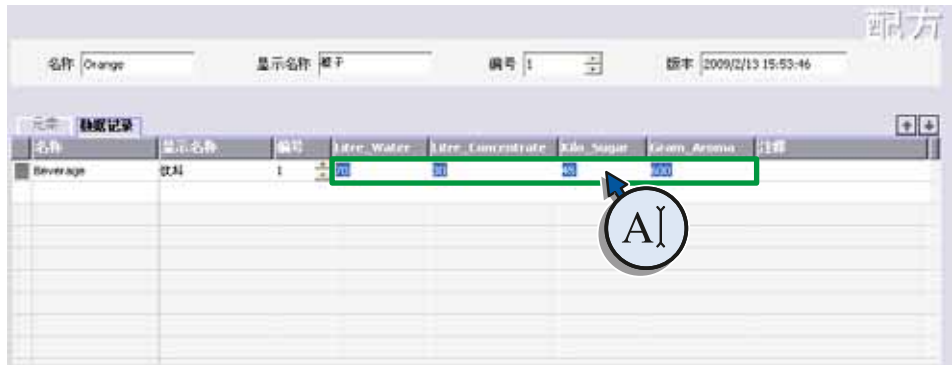 配方
名称 Orange 显示名称 橙子 编号 1 版本 2009/2/13 15:53:46
元素 数据记录
名称 显示名称 编号 Litre_Water Litre_Concentrate Kilo_Sugar Gram_Aroma 注释
Beverage 饮料 1 70 30 45 600
A